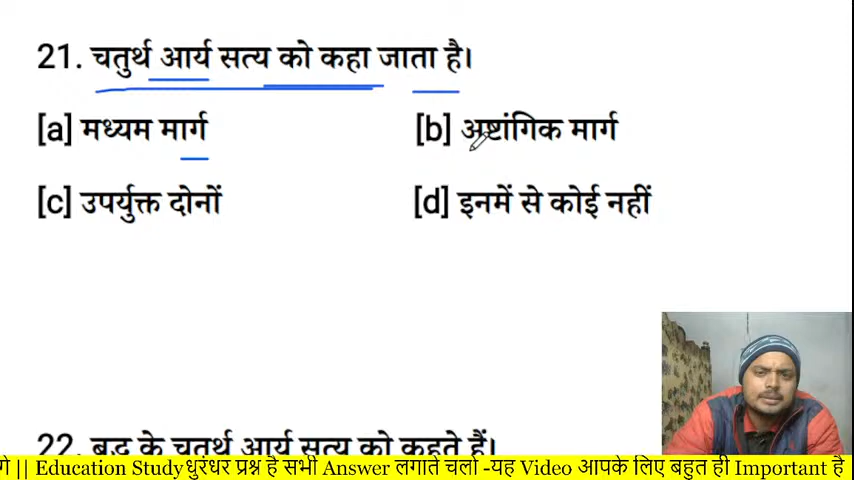 21. चतुर्थ आर्य सत्य को कहा जाता है।
[a] मध्यम मार्ग
[b] अष्टांगिक मार्ग
[c] उपर्युक्त दोनों
[d] इनमें से कोई नहीं
22. बुद्ध के चतुर्थ आर्य सत्य को कहते हैं।
गे || Education Studyधुरंधर प्रश्न है सभी Answer लगाते चलो -यह Video आपके लिए बहुत ही Important है